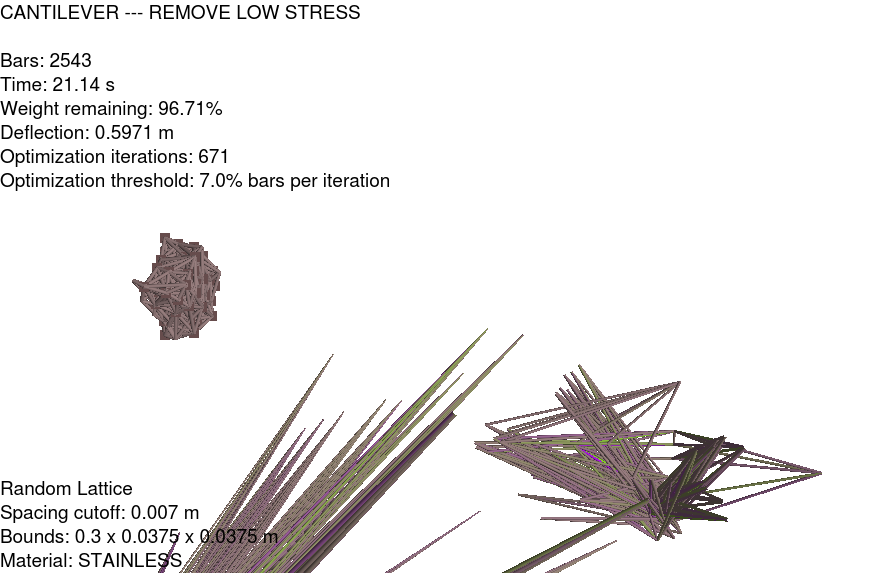 CANTILEVER --- REMOVE LOW STRESS
Bars: 2543
Time: 21.14 s
Weight remaining: 96.71%
Deflection: 0.5971 m
Optimization iterations: 671
Optimization threshold: 7.0% bars per iteration
Random Lattice
Spacing cutoff: 0.007 m
Bounds: 0.3 x 0.0375 x 0.0375 m
Material: STAINLESS